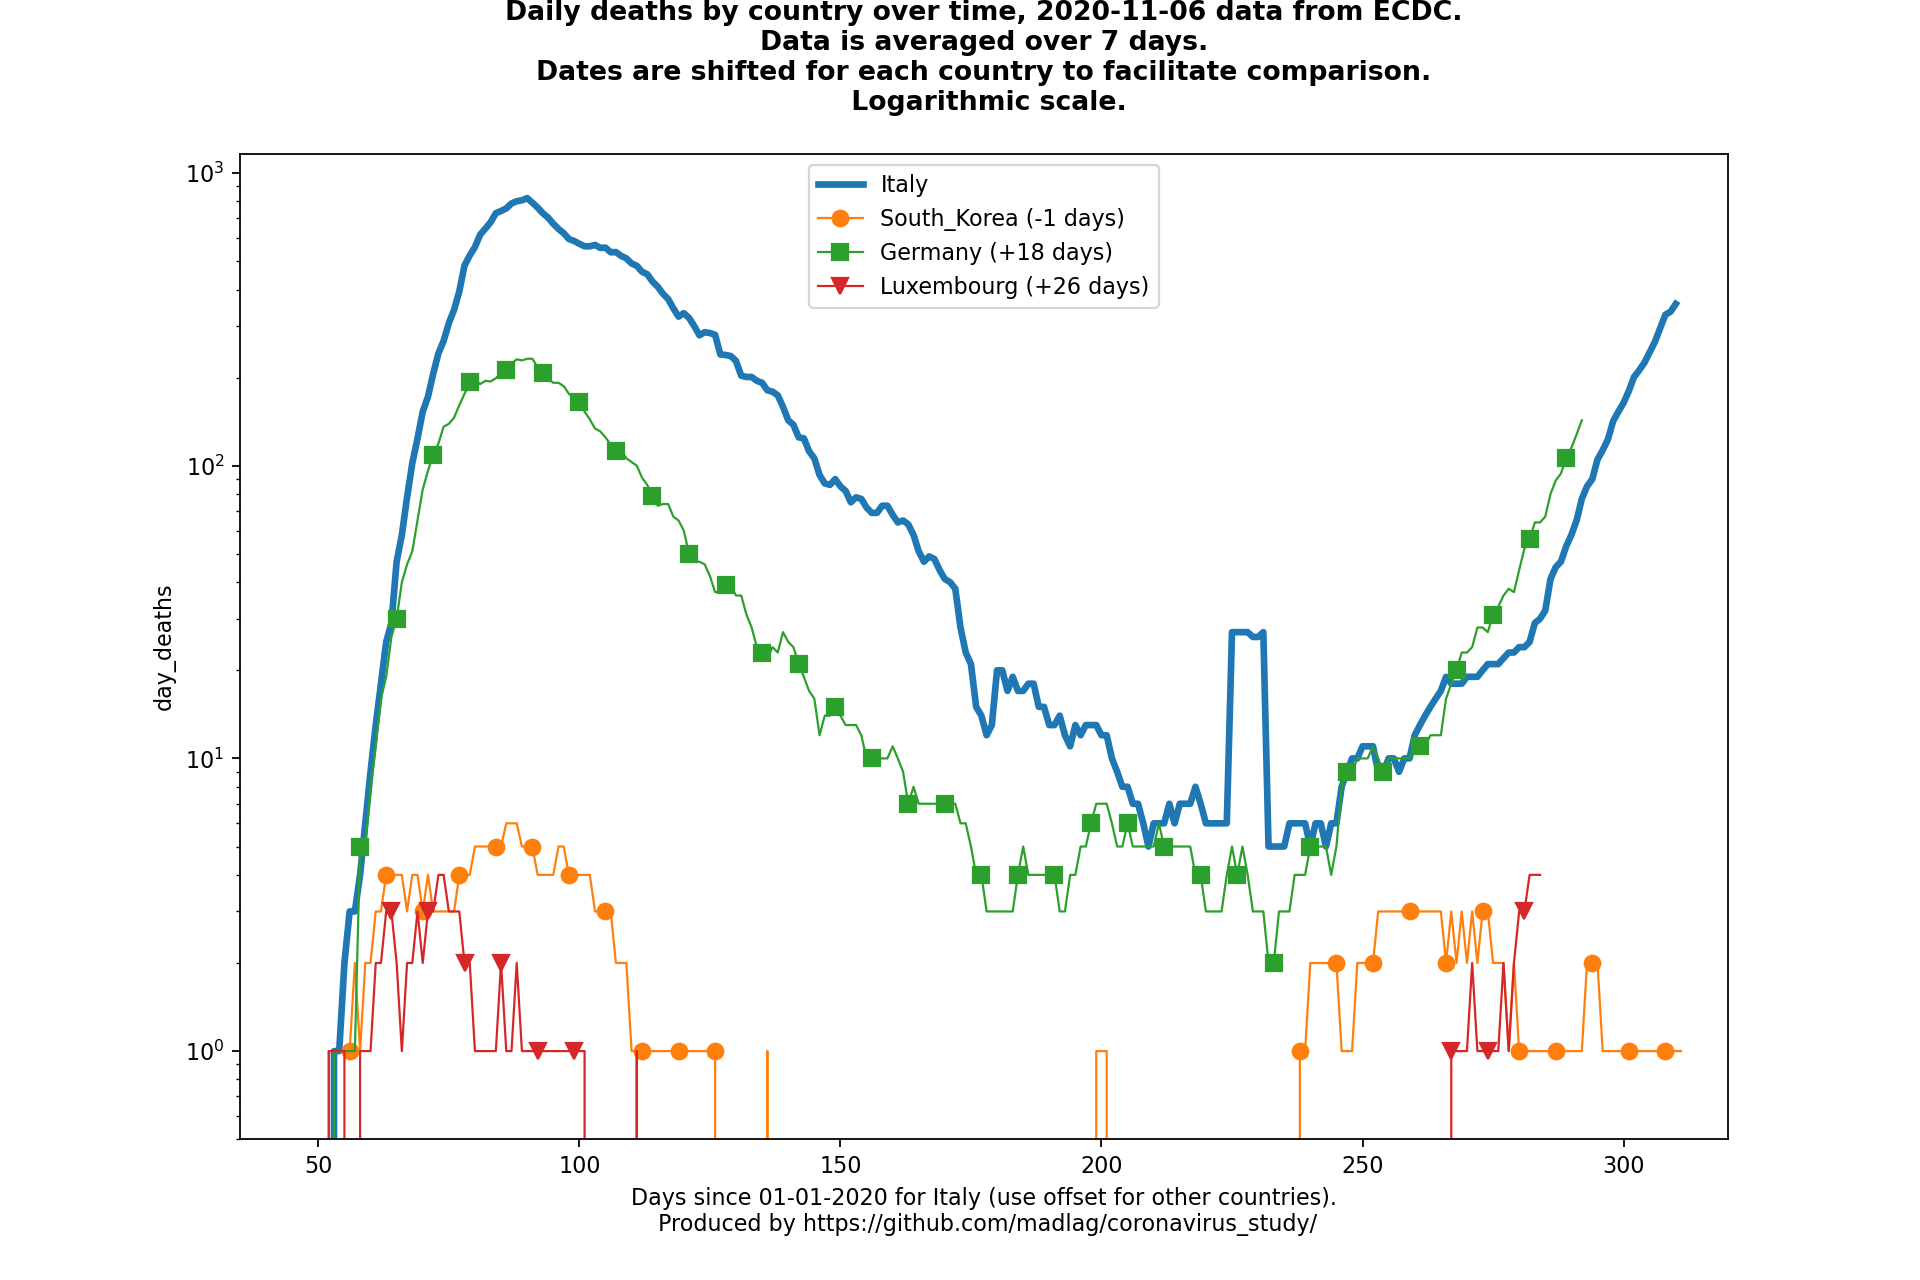 Daily deaths by country over time, 2020-11-06 data from ECDC.
Data is averaged over 7 days.
Dates are shifted for each country to facilitate comparison.
Logarithmic scale.
10³
10²
10¹
10⁰
day_deaths
Italy
South_Korea (-1 days)
Germany (+18 days)
Luxembourg (+26 days)
50 100 150 200 250 300
Days since 01-01-2020 for Italy (use offset for other countries).
Produced by https://github.com/madlag/coronavirus_study/